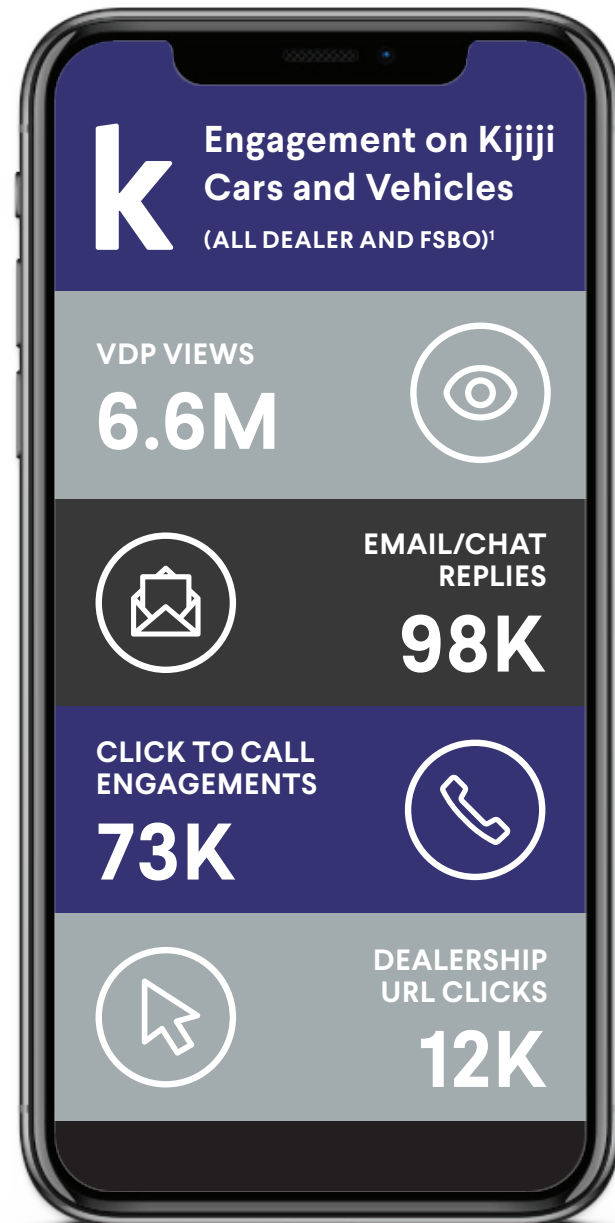 k
Engagement on Kijiji
Cars and Vehicles
(ALL DEALER AND FSBO)¹
VDP VIEWS
6.6M
EMAIL/CHAT
REPLIES
98K
CLICK TO CALL
ENGAGEMENTS
73K
DEALERSHIP
URL CLICKS
12K